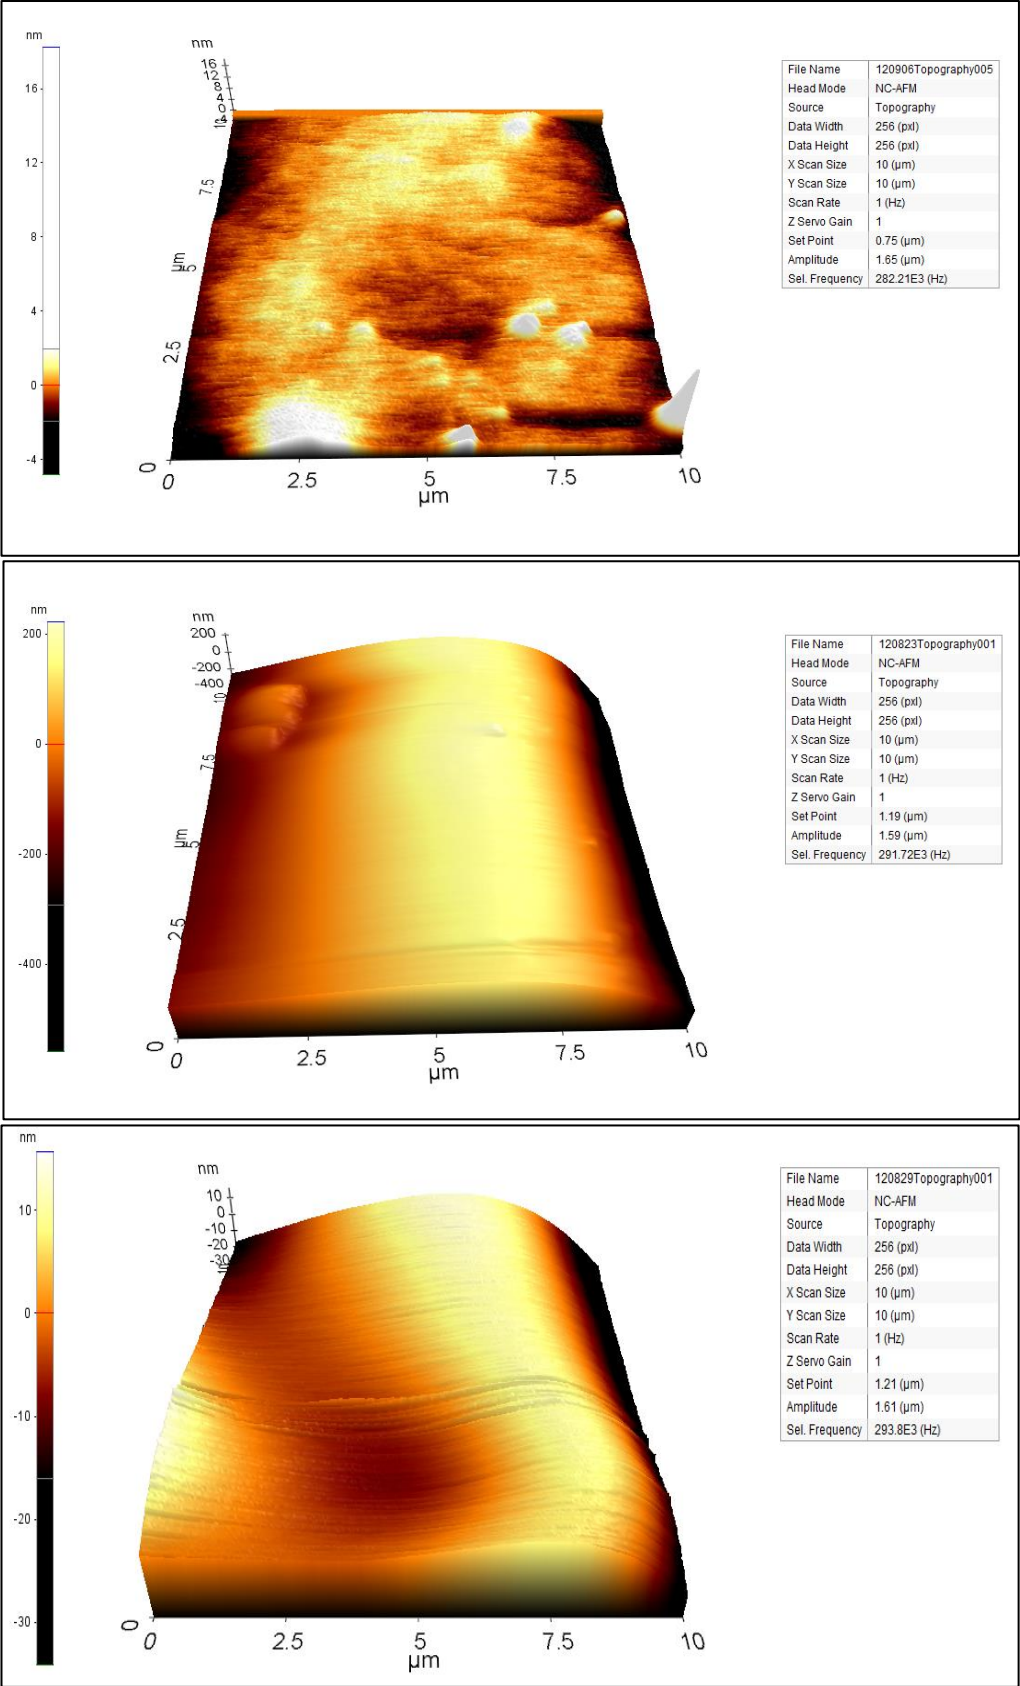 nm
16
12
8
4
0
-4
nm
16
12
8
4
0
-4
7.5
5
µm
2.5
0
0
2.5
5
7.5
10
µm
File Name 120906Topography005
Head Mode NC-AFM
Source Topography
Data Width 256 (pxl)
Data Height 256 (pxl)
X Scan Size 10 (µm)
Y Scan Size 10 (µm)
Scan Rate 1 (Hz)
Z Servo Gain 1
Set Point 0.75 (µm)
Amplitude 1.65 (µm)
Sel. Frequency 282.21E3 (Hz)
nm
200
0
-200
-400
nm
200
0
-200
-400
10
7.5
5
µm
2.5
0
0
2.5
5
7.5
10
µm
File Name 120823Topography001
Head Mode NC-AFM
Source Topography
Data Width 256 (pxl)
Data Height 256 (pxl)
X Scan Size 10 (µm)
Y Scan Size 10 (µm)
Scan Rate 1 (Hz)
Z Servo Gain 1
Set Point 1.19 (µm)
Amplitude 1.59 (µm)
Sel. Frequency 291.72E3 (Hz)
nm
10
0
-10
-20
-30
nm
10
0
-10
-20
-30
0
0
2.5
5
7.5
10
µm
File Name 120829Topography001
Head Mode NC-AFM
Source Topography
Data Width 256 (pxl)
Data Height 256 (pxl)
X Scan Size 10 (µm)
Y Scan Size 10 (µm)
Scan Rate 1 (Hz)
Z Servo Gain 1
Set Point 1.21 (µm)
Amplitude 1.61 (µm)
Sel. Frequency 293.8E3 (Hz)